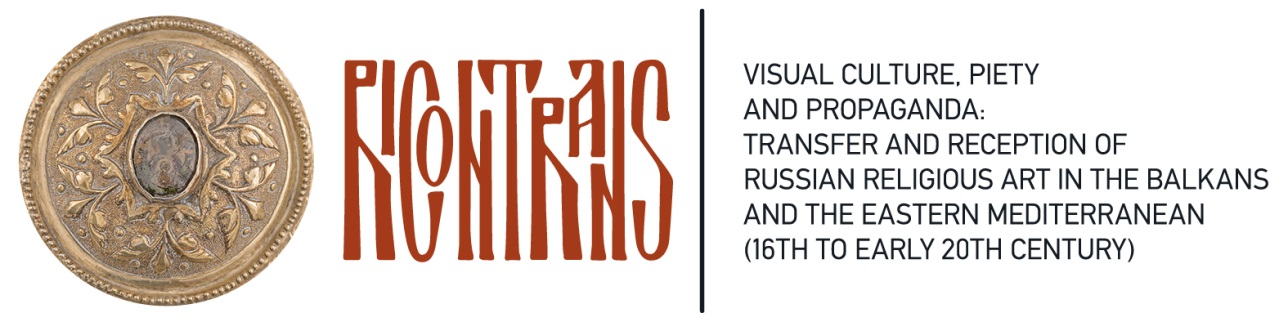 RICONTRANS
VISUAL CULTURE, PIETY
AND PROPAGANDA:
TRANSFER AND RECEPTION OF
RUSSIAN RELIGIOUS ART IN THE BALKANS
AND THE EASTERN MEDITERRANEAN
(16TH TO EARLY 20TH CENTURY)